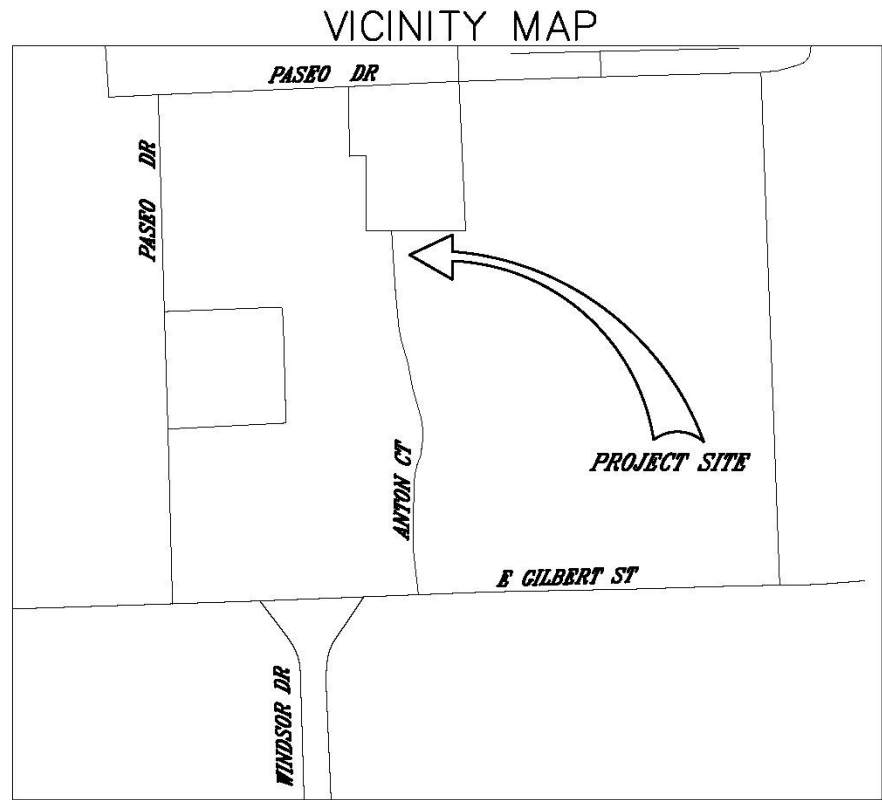 VICINITY MAP
PASEO DR
PASEO DR
PROJECT SITE
ANTON CT
E GILBERT ST
WINDSOR DR